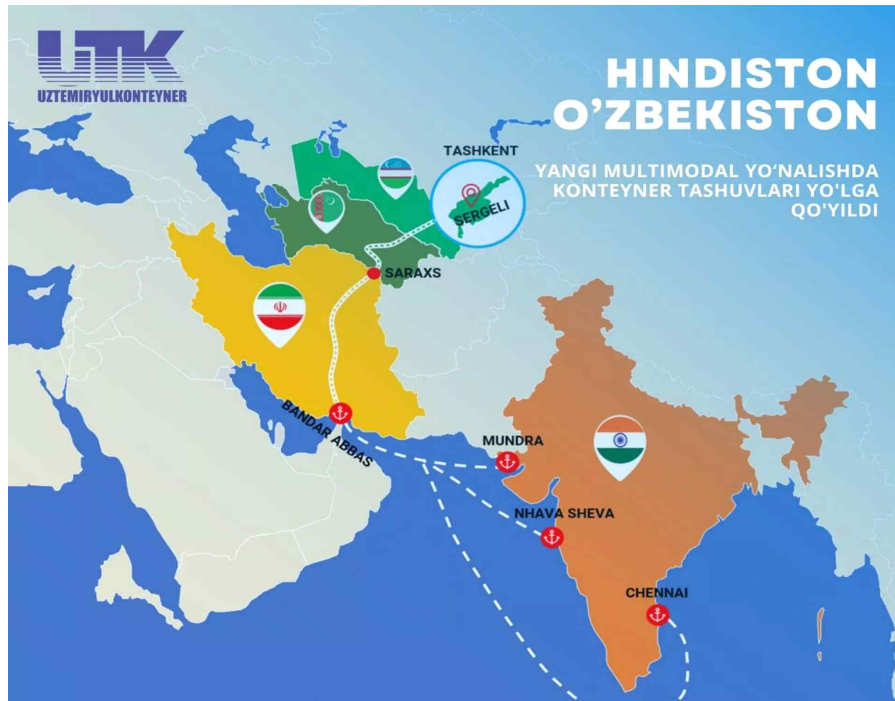 UTK
UZTEMIRYULKONTEYNER
HINDISTON
O’ZBEKISTON
YANGI MULTIMODAL YO‘NALISHDA
KONTEYNER TASHUVLARI YO'LGA
QO'YILDI
TASHKENT
SERGELI
SARAXS
BANDAR ABBAS
MUNDRA
NHAVA SHEVA
CHENNAI